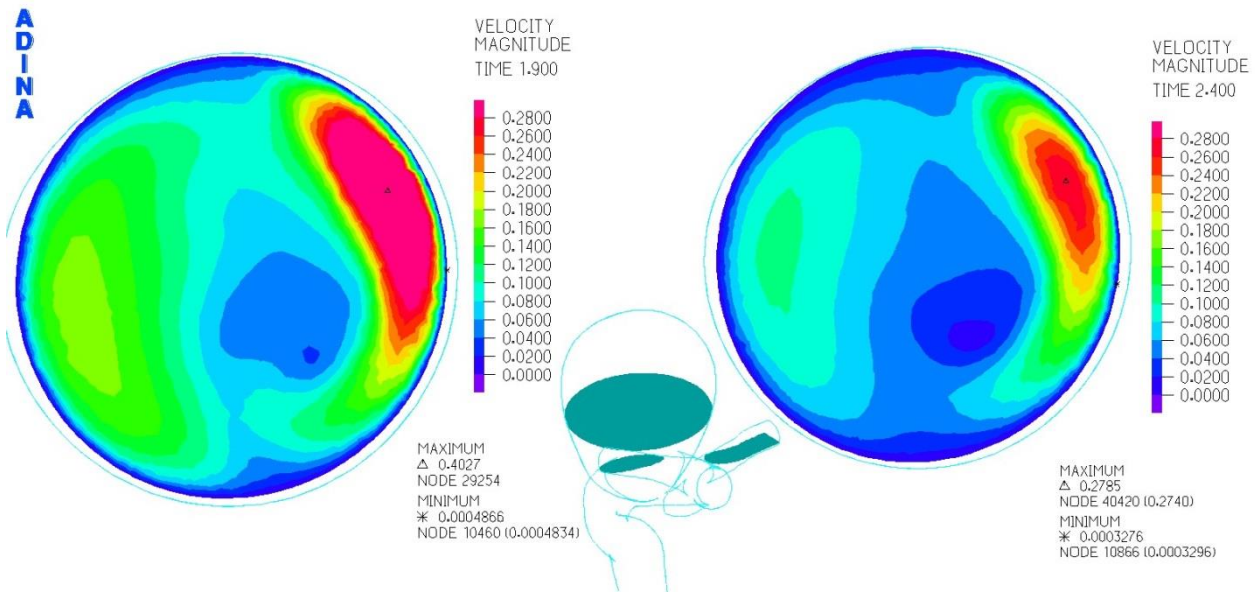 ADINA
VELOCITY
MAGNITUDE
TIME 1.900
0.2800
0.2600
0.2400
0.2200
0.2000
0.1800
0.1600
0.1400
0.1200
0.1000
0.0800
0.0600
0.0400
0.0200
0.0000
MAXIMUM
△ 0.4027
NODE 29254
MINIMUM
* 0.0004866
NODE 10460 (0.0004834)
VELOCITY
MAGNITUDE
TIME 2.400
0.2800
0.2600
0.2400
0.2200
0.2000
0.1800
0.1600
0.1400
0.1200
0.1000
0.0800
0.0600
0.0400
0.0200
0.0000
MAXIMUM
△ 0.2785
NODE 40420 (0.2740)
MINIMUM
* 0.0003276
NODE 10866 (0.0003296)